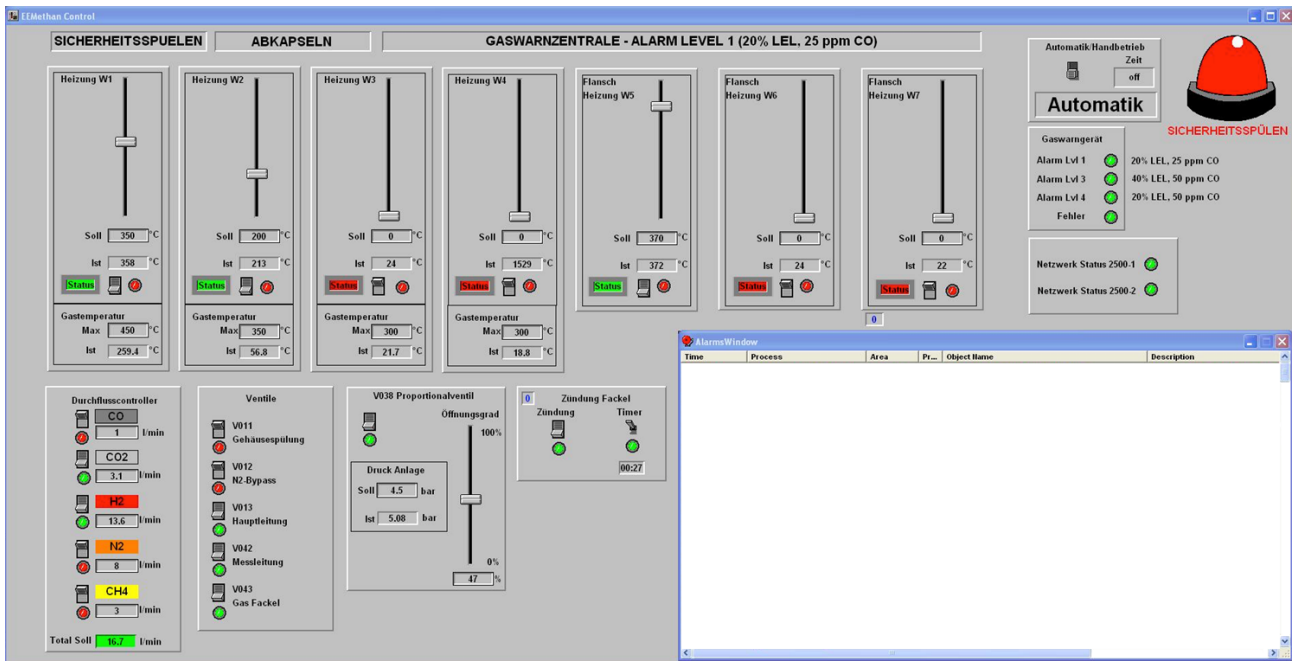 EEMethan Control
SICHERHEITSSPUELEN
ABKAPSELN
GASWARNZENTRALE - ALARM LEVEL 1 (20% LEL, 25 ppm CO)
Heizung W1
Soll 350 °C
Ist 358 °C
Status
Gastemperatur
Max 450 °C
Ist 259.4 °C
Heizung W2
Soll 200 °C
Ist 213 °C
Status
Gastemperatur
Max 350 °C
Ist 56.8 °C
Heizung W3
Soll 0 °C
Ist 24 °C
Status
Gastemperatur
Max 300 °C
Ist 21.7 °C
Heizung W4
Soll 0 °C
Ist 1529 °C
Status
Gastemperatur
Max 300 °C
Ist 18.8 °C
Flansch
Heizung W5
Soll 370 °C
Ist 372 °C
Status
Flansch
Heizung W6
Soll 0 °C
Ist 24 °C
Status
Flansch
Heizung W7
Soll 0 °C
Ist 22 °C
Status
0
Automatik/Handbetrieb
Zeit
off
Automatik
SICHERHEITSSPÜLEN
Gaswarngerät
Alarm Lvl 1 20% LEL, 25 ppm CO
Alarm Lvl 3 40% LEL, 50 ppm CO
Alarm Lvl 4 20% LEL, 50 ppm CO
Fehler
Netzwerk Status 2500-1
Netzwerk Status 2500-2
Durchflusscontroller
CO
1 l/min
CO2
3.1 l/min
H2
13.6 l/min
N2
8 l/min
CH4
3 l/min
Total Soll 16.7 l/min
Ventile
V011
Gehäusespülung
V012
N2-Bypass
V013
Hauptleitung
V042
Messleitung
V043
Gas Fackel
V038 Proportionalventil
Öffnungsgrad
100%
Druck Anlage
Soll 4.5 bar
Ist 5.08 bar
0%
47 %
0 Zündung Fackel
Zündung Timer
00:27
AlarmsWindow
Time Process Area Pr... Object Name Description